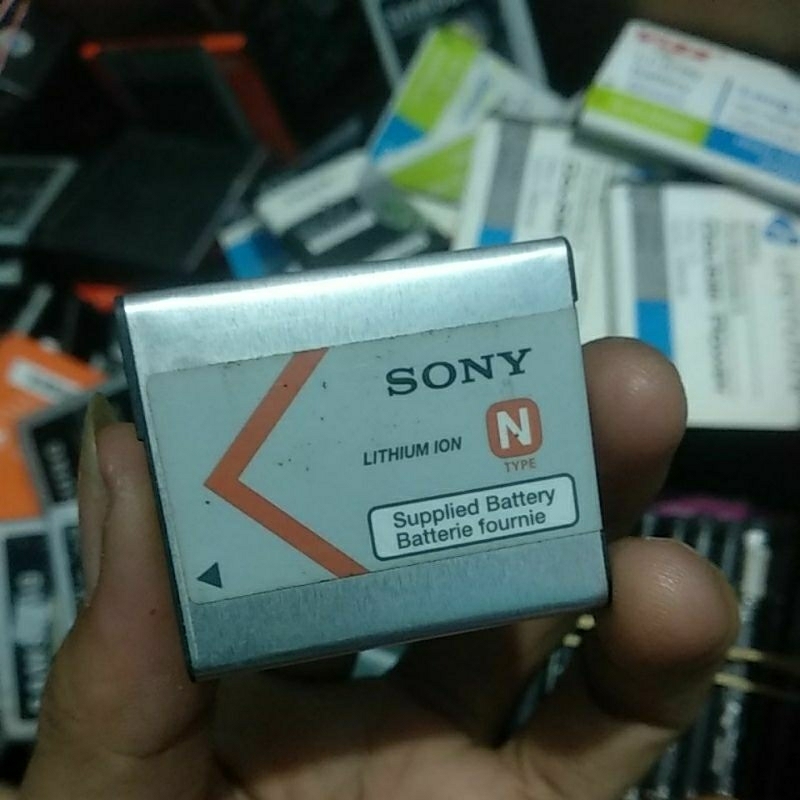 SONY
LITHIUM ION
N
TYPE
Supplied Battery
Batterie fournie